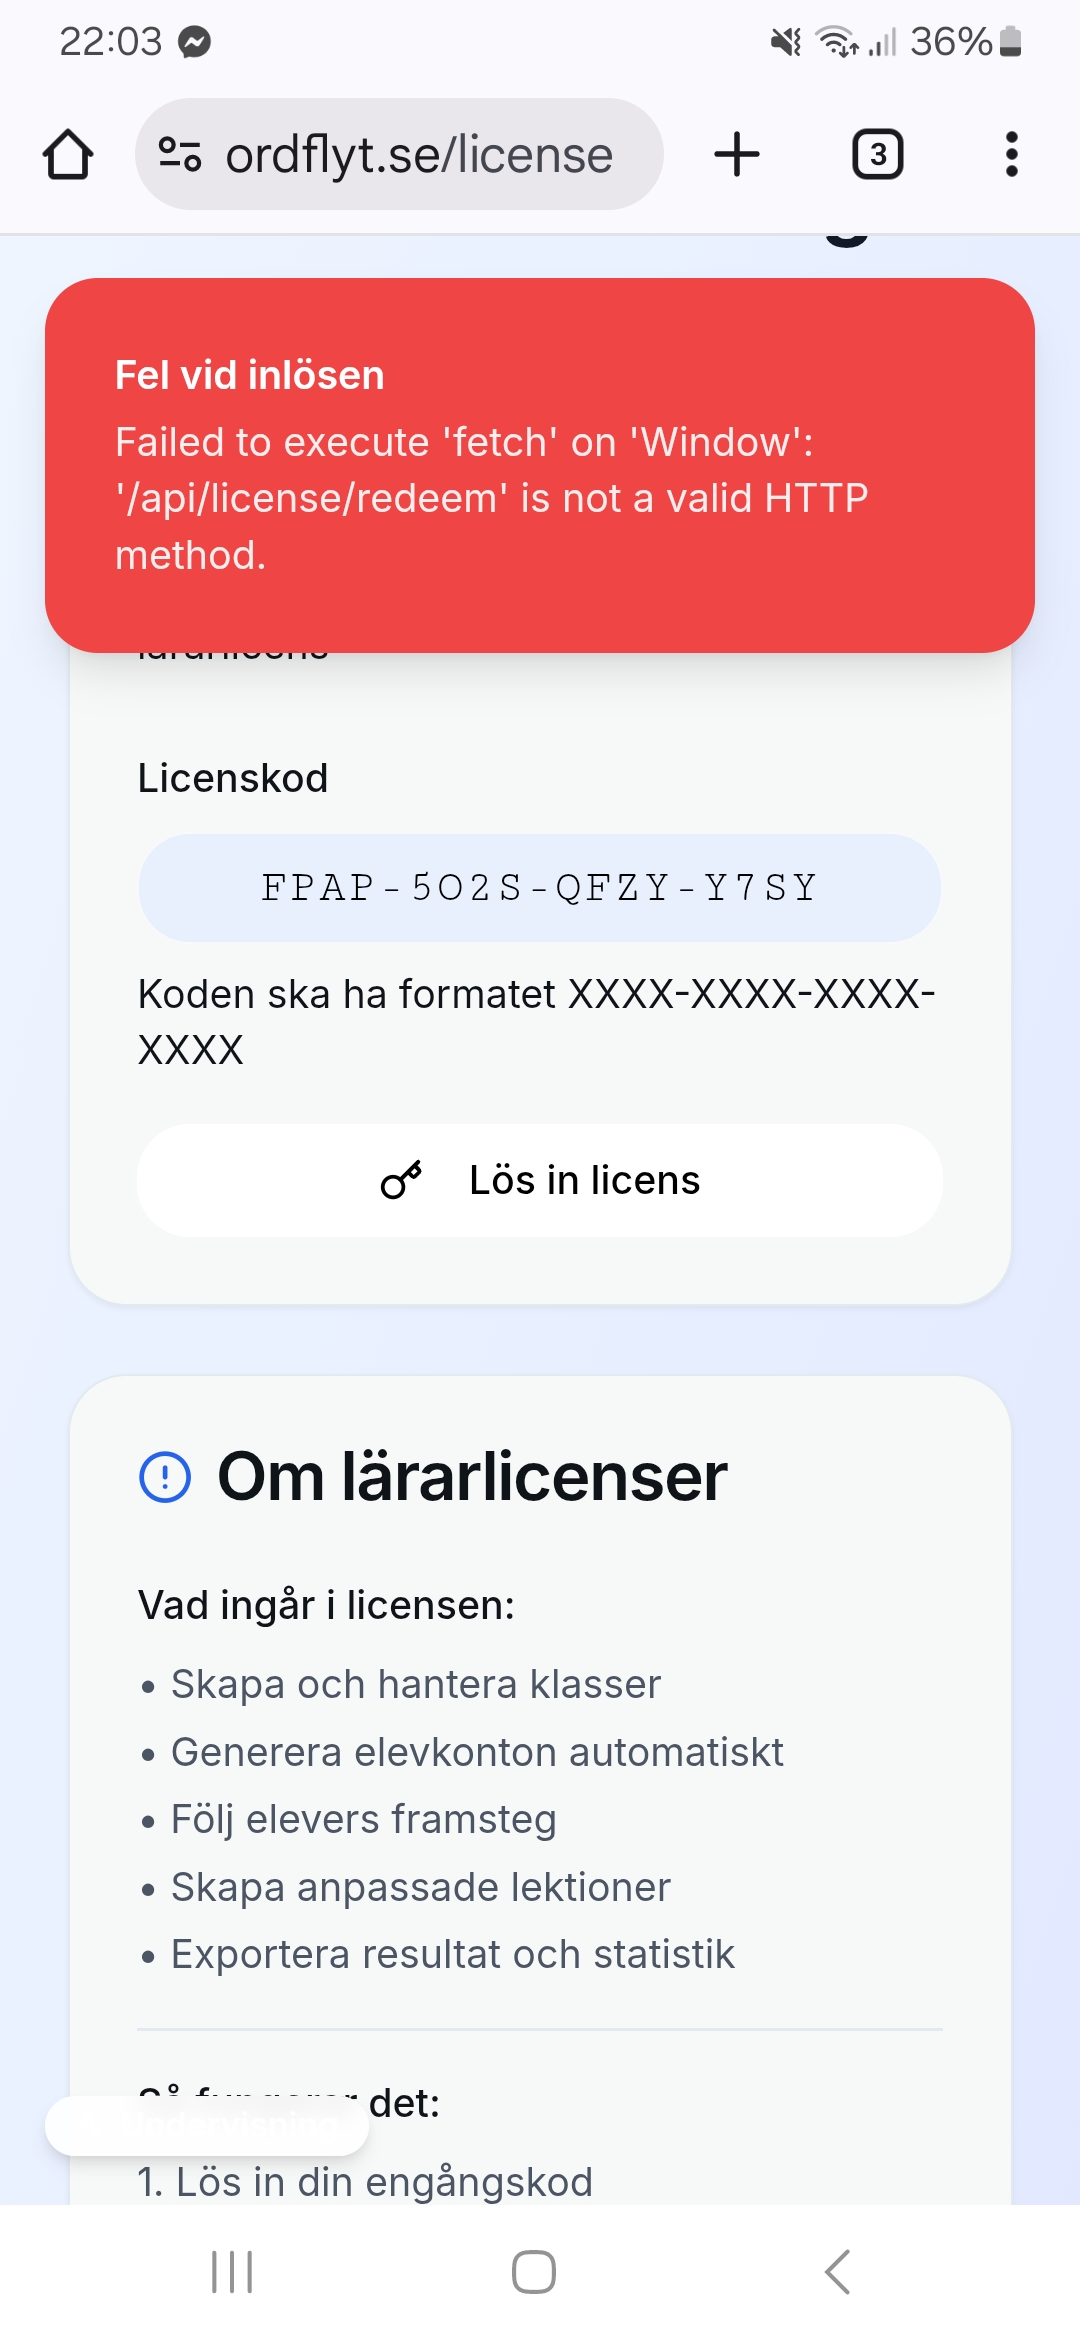 22:03
36%
ordflyt.se/license
3
Fel vid inlösen
Failed to execute 'fetch' on 'Window':
'/api/license/redeem' is not a valid HTTP
method.
Licenskod
FPAP-5O2S-QFZY-Y7SY
Koden ska ha formatet XXXX-XXXX-XXXX-
XXXX
Lös in licens
Om lärarlicenser
Vad ingår i licensen:
• Skapa och hantera klasser
• Generera elevkonton automatiskt
• Följ elevers framsteg
• Skapa anpassade lektioner
• Exportera resultat och statistik
Så fungerar det:
Undervisning
1. Lös in din engångskod